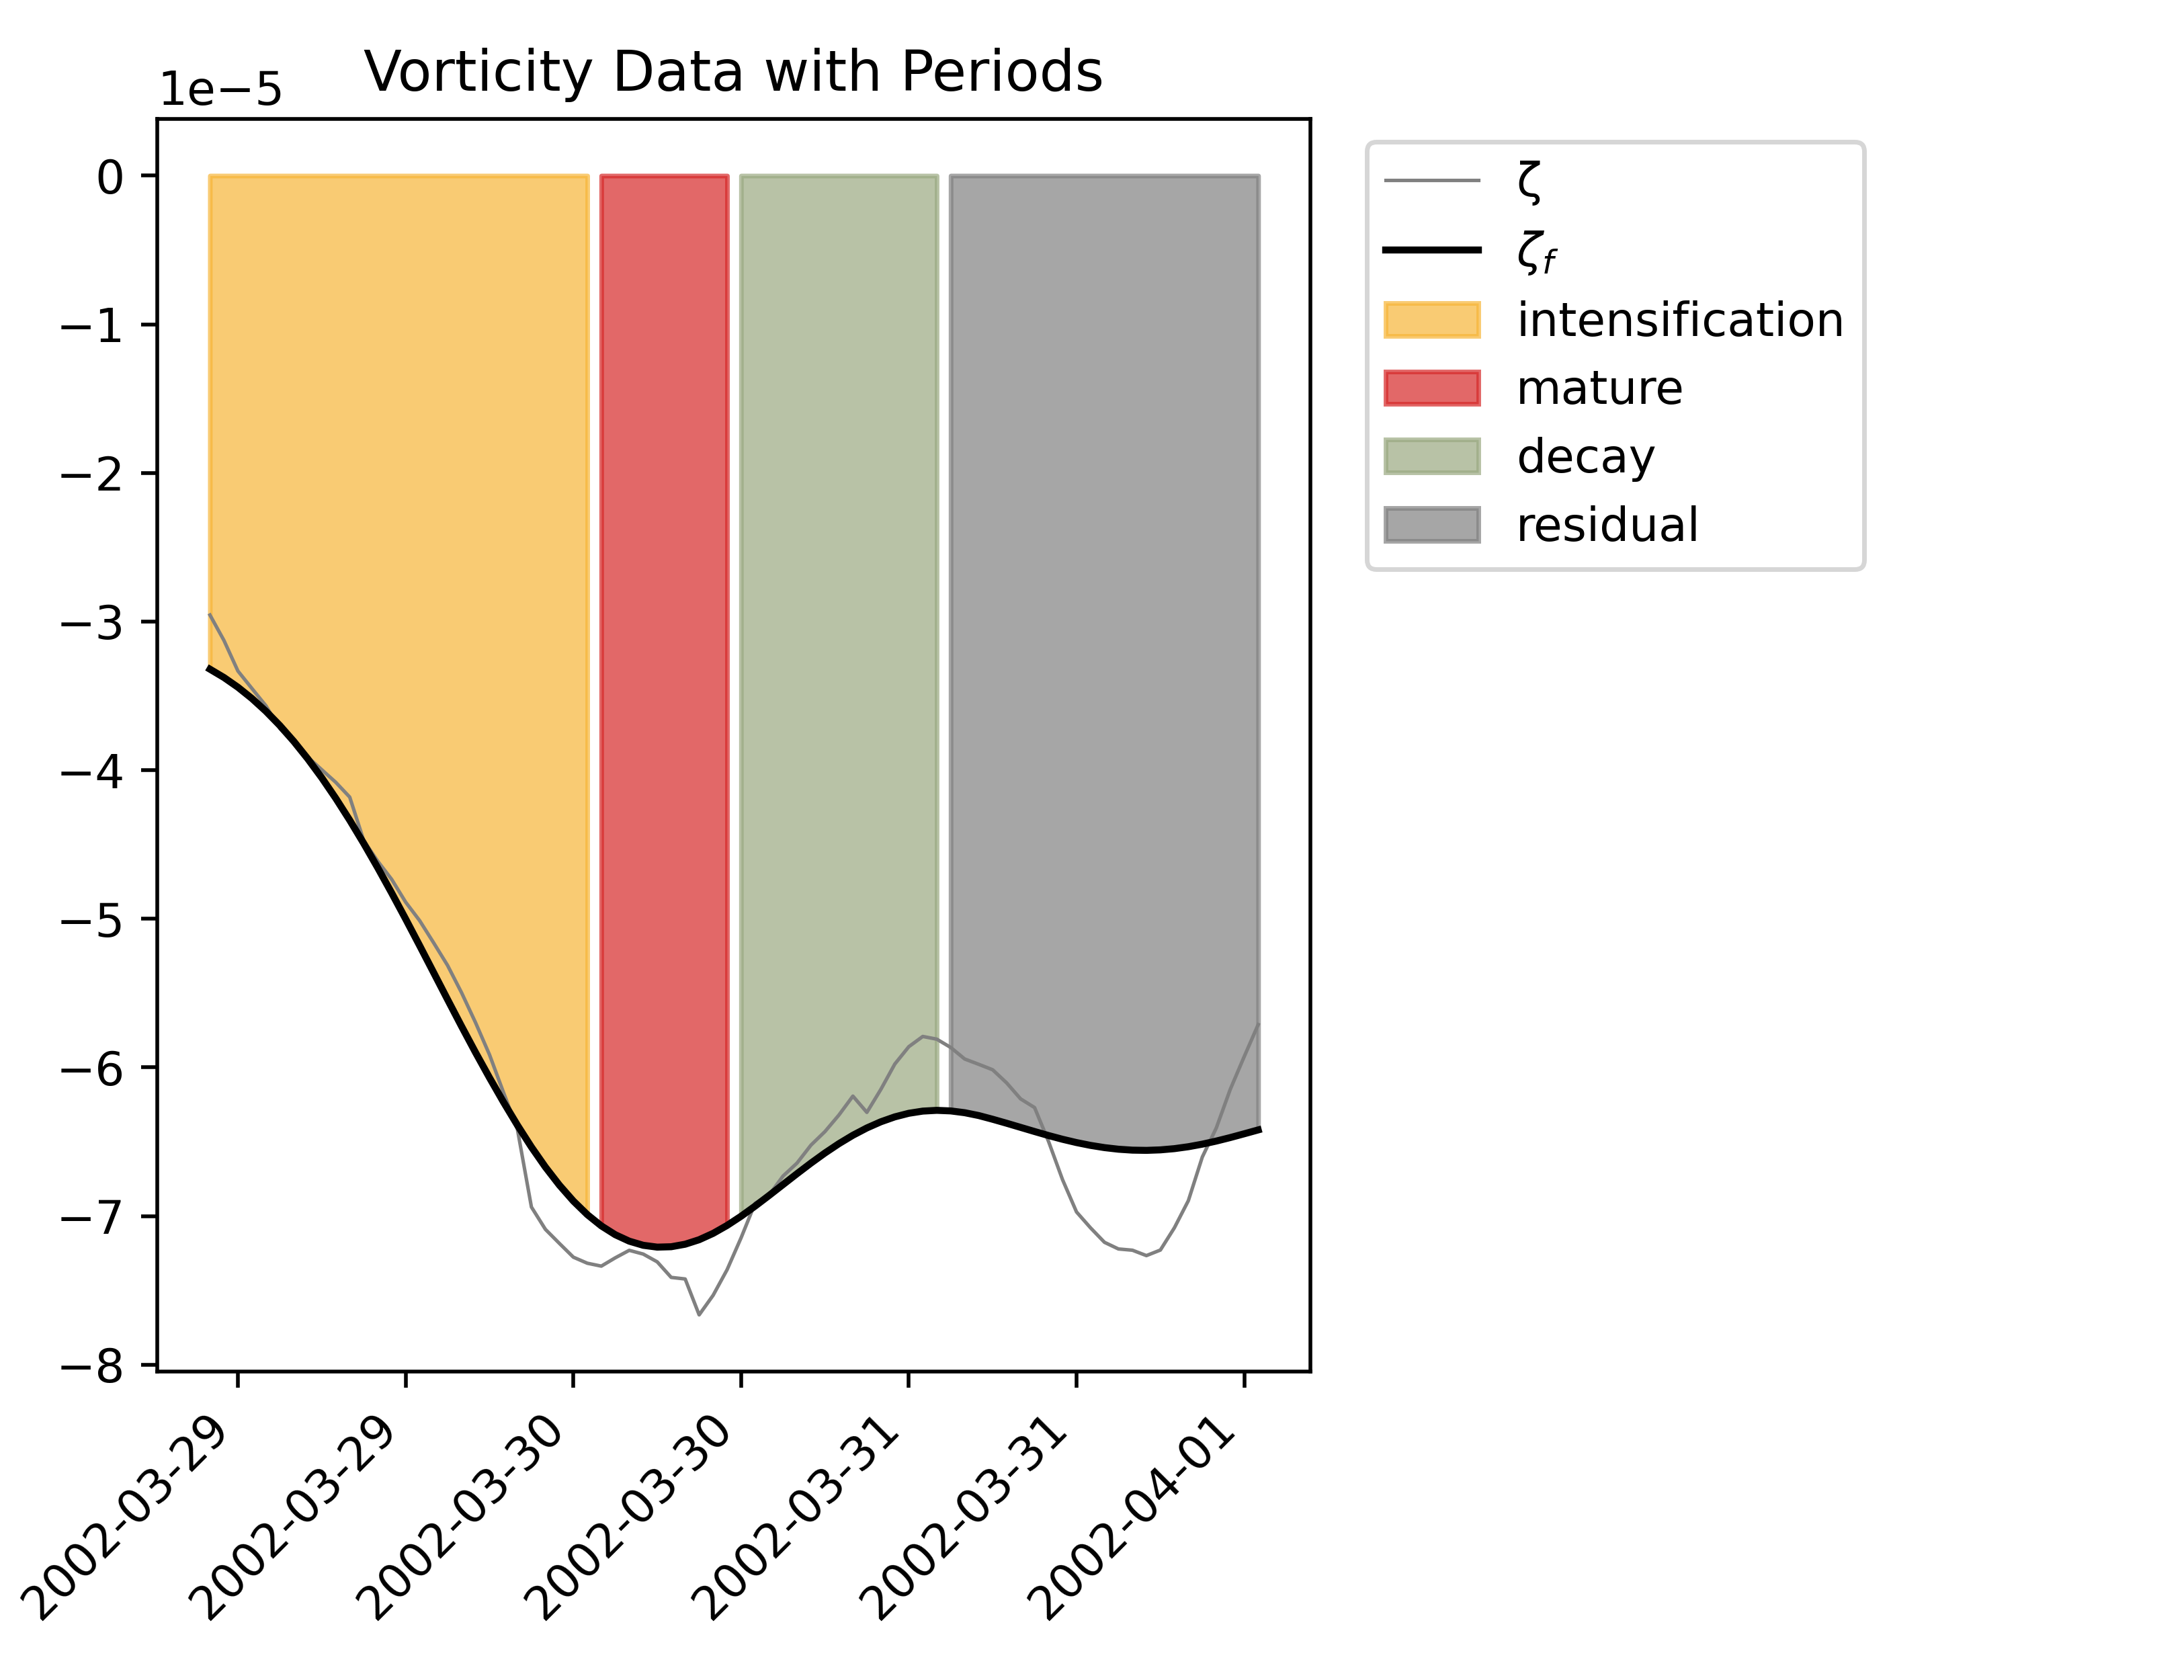 Vorticity Data with Periods
1e−5
0
−1
−2
−3
−4
−5
−6
−7
−8
2002-03-29
2002-03-29
2002-03-30
2002-03-30
2002-03-31
2002-03-31
2002-04-01
ζ
ζf
intensification
mature
decay
residual